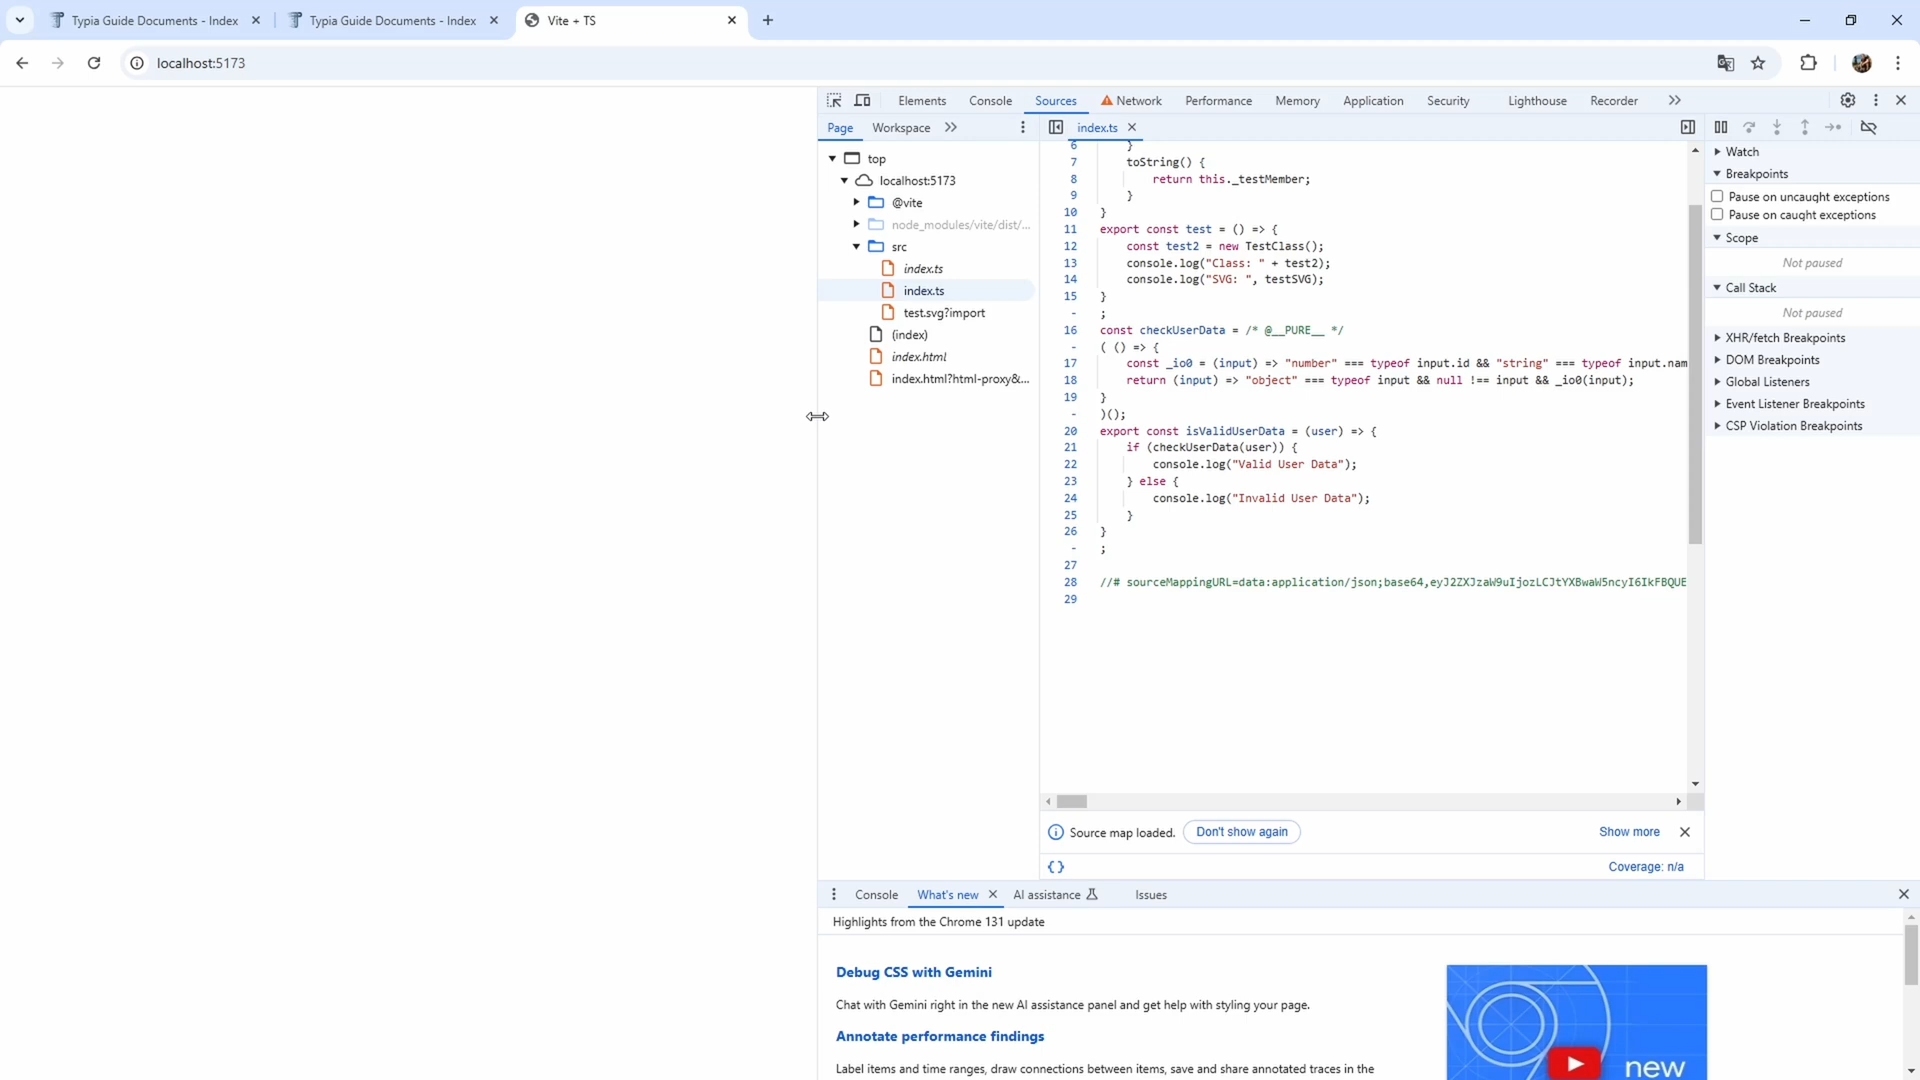 Typia Guide Documents - Index
Typia Guide Documents - Index
Vite + TS
localhost:5173
Elements
Console
Sources
Network
Performance
Memory
Application
Security
Lighthouse
Recorder
Page
Workspace
index.ts
top
localhost:5173
@vite
node_modules/vite/dist/...
src
index.ts
index.ts
test.svg?import
(index)
index.html
index.html?html-proxy&...
6 }
7 toString() {
8 return this._testMember;
9 }
10 }
11 export const test = () => {
12 const test2 = new TestClass();
13 console.log("Class: " + test2);
14 console.log("SVG: ", testSVG);
15 }
- ;
16 const checkUserData = /* @__PURE__ */
- ( () => {
17 const _io0 = (input) => "number" === typeof input.id && "string" === typeof input.nam
18 return (input) => "object" === typeof input && null !== input && _io0(input);
19 }
- )();
20 export const isValidUserData = (user) => {
21 if (checkUserData(user)) {
22 console.log("Valid User Data");
23 } else {
24 console.log("Invalid User Data");
25 }
26 }
- ;
27
28 //# sourceMappingURL=data:application/json;base64,eyJ2ZXJzaW9uIjozLCJtYXBwaW5ncyI6IkFBQUE
29
Source map loaded.
Don't show again
Show more
{}
Coverage: n/a
Watch
Breakpoints
Pause on uncaught exceptions
Pause on caught exceptions
Scope
Not paused
Call Stack
Not paused
XHR/fetch Breakpoints
DOM Breakpoints
Global Listeners
Event Listener Breakpoints
CSP Violation Breakpoints
Console
What's new
AI assistance
Issues
Highlights from the Chrome 131 update
Debug CSS with Gemini
Chat with Gemini right in the new AI assistance panel and get help with styling your page.
Annotate performance findings
Label items and time ranges, draw connections between items, save and share annotated traces in the
new